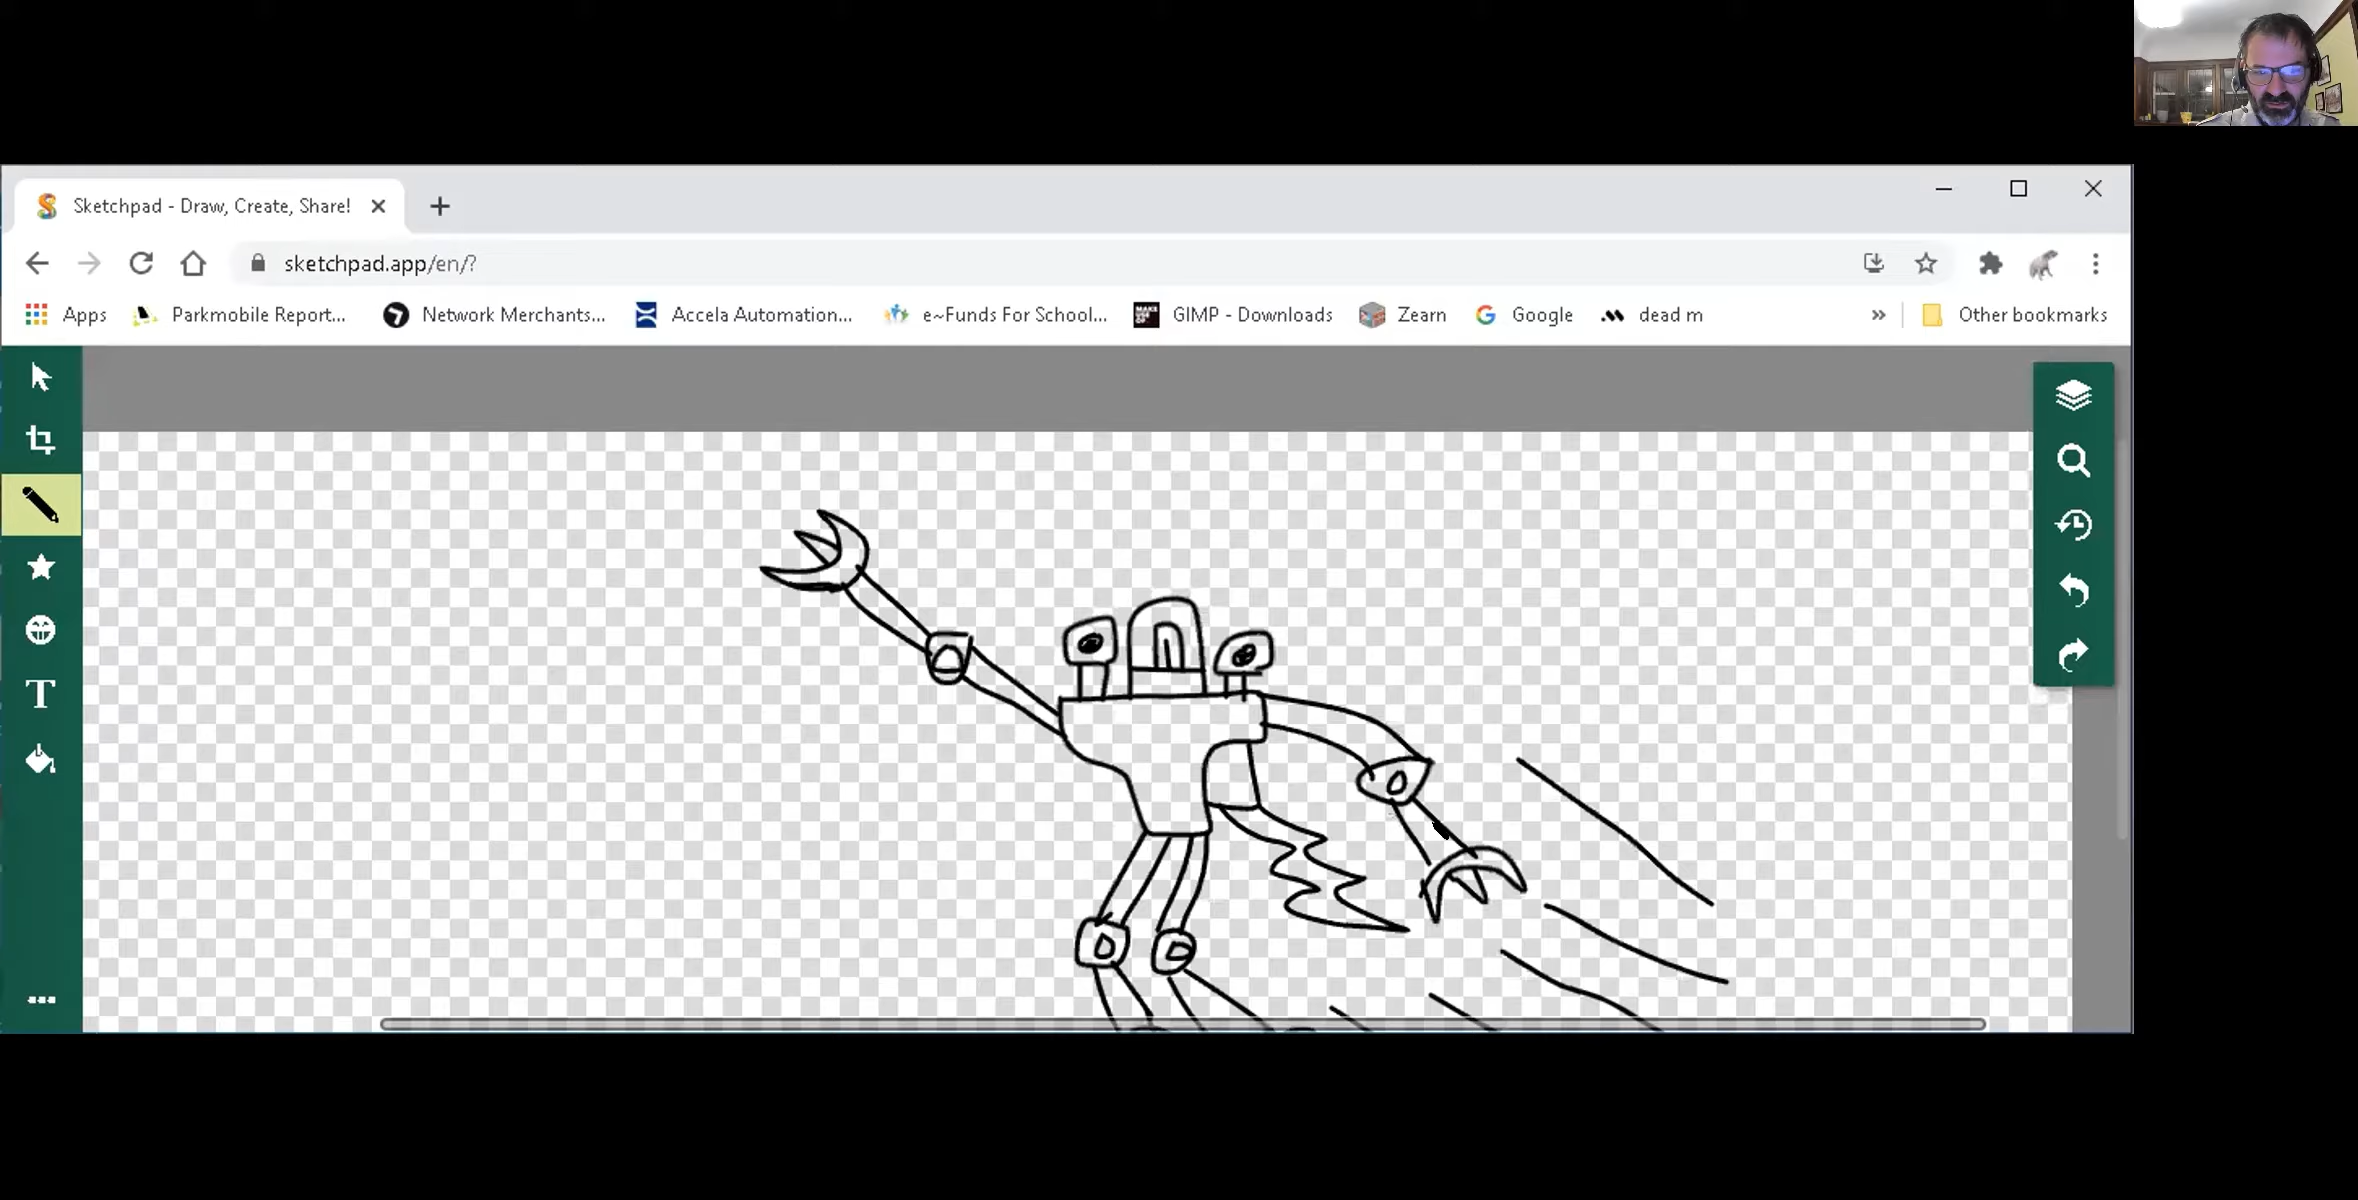 Sketchpad - Draw, Create, Share!
sketchpad.app/en/?
Apps Parkmobile Report... Network Merchants... Accela Automation... e~Funds For School... GIMP - Downloads Zearn Google dead m » Other bookmarks
T